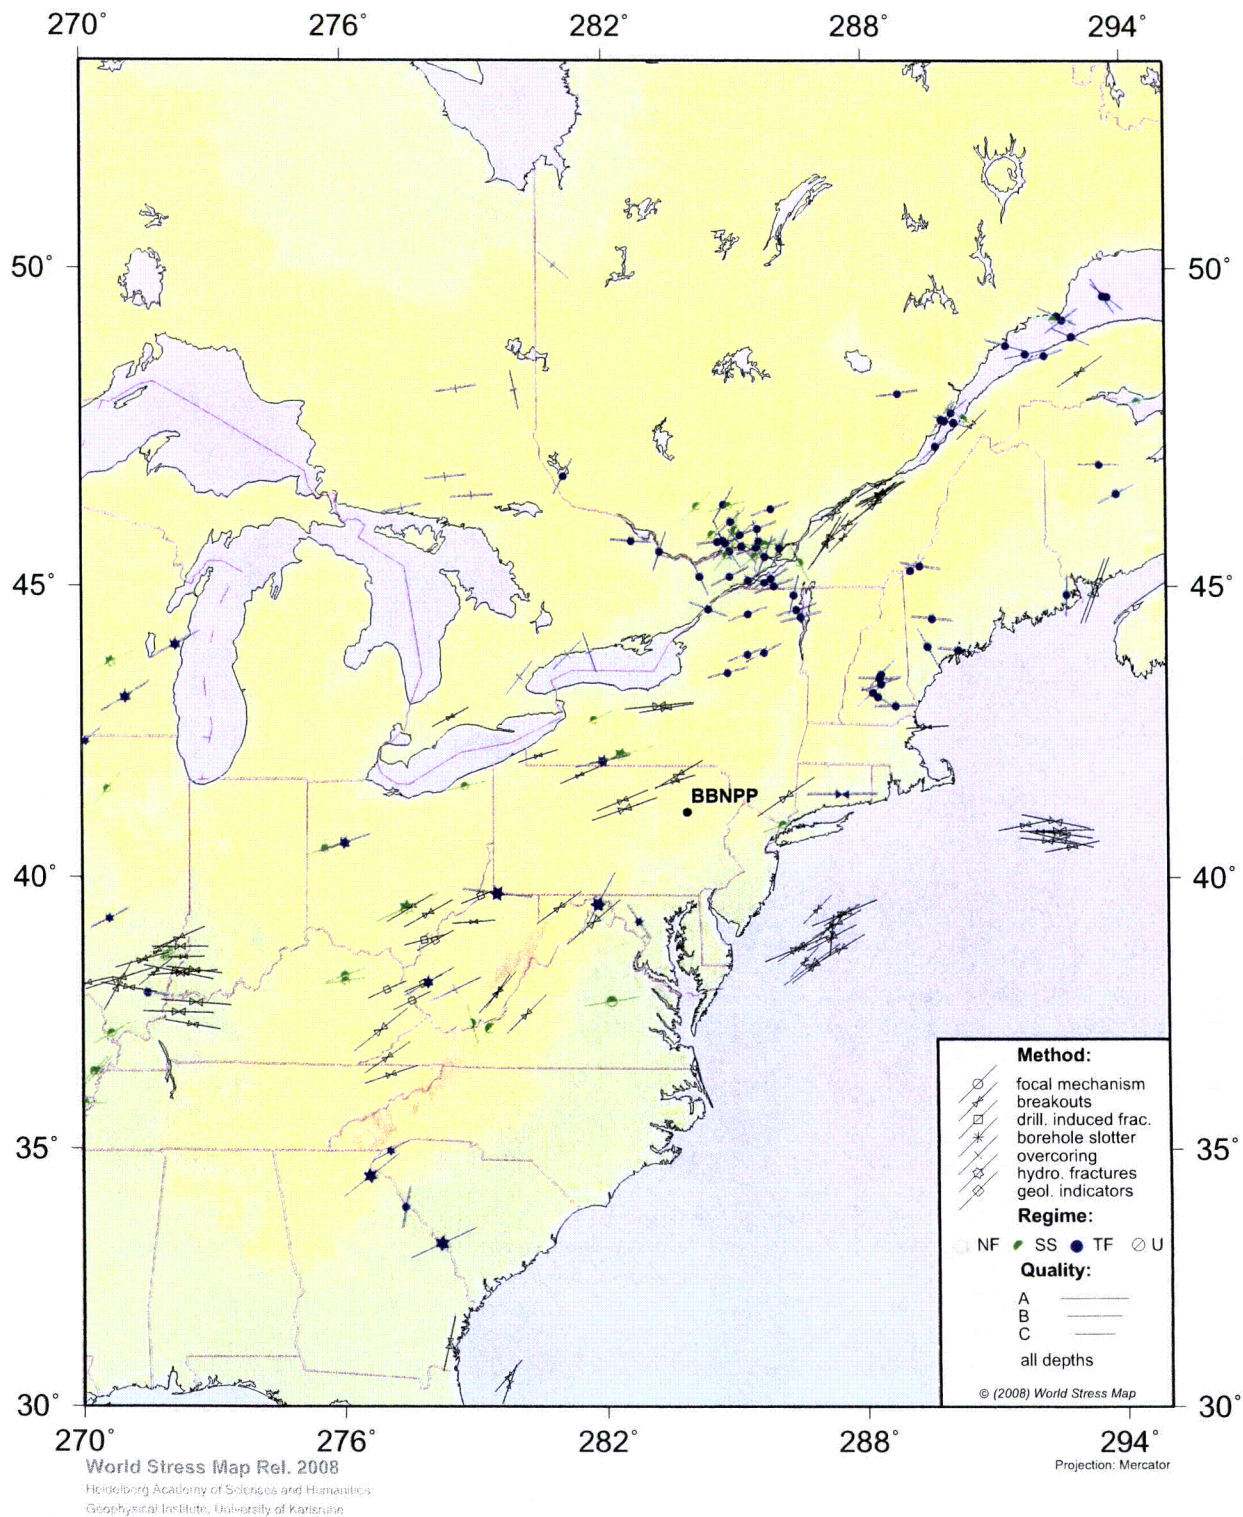 270° 276° 282° 288° 294°
50° 50°
45° 45°
BBNPP
40° 40°
Method:
focal mechanism
breakouts
drill. induced frac.
borehole slotter
overcoring
hydro. fractures
geol. indicators
35° 35°
Regime:
NF SS TF U
Quality:
A
B
C
all depths
© (2008) World Stress Map
30° 30°
270° 276° 282° 288° 294°
World Stress Map Rel. 2008
Projection: Mercator
Heidelberg Academy of Sciences and Humanities
Geophysical Institute, University of Karlsruhe